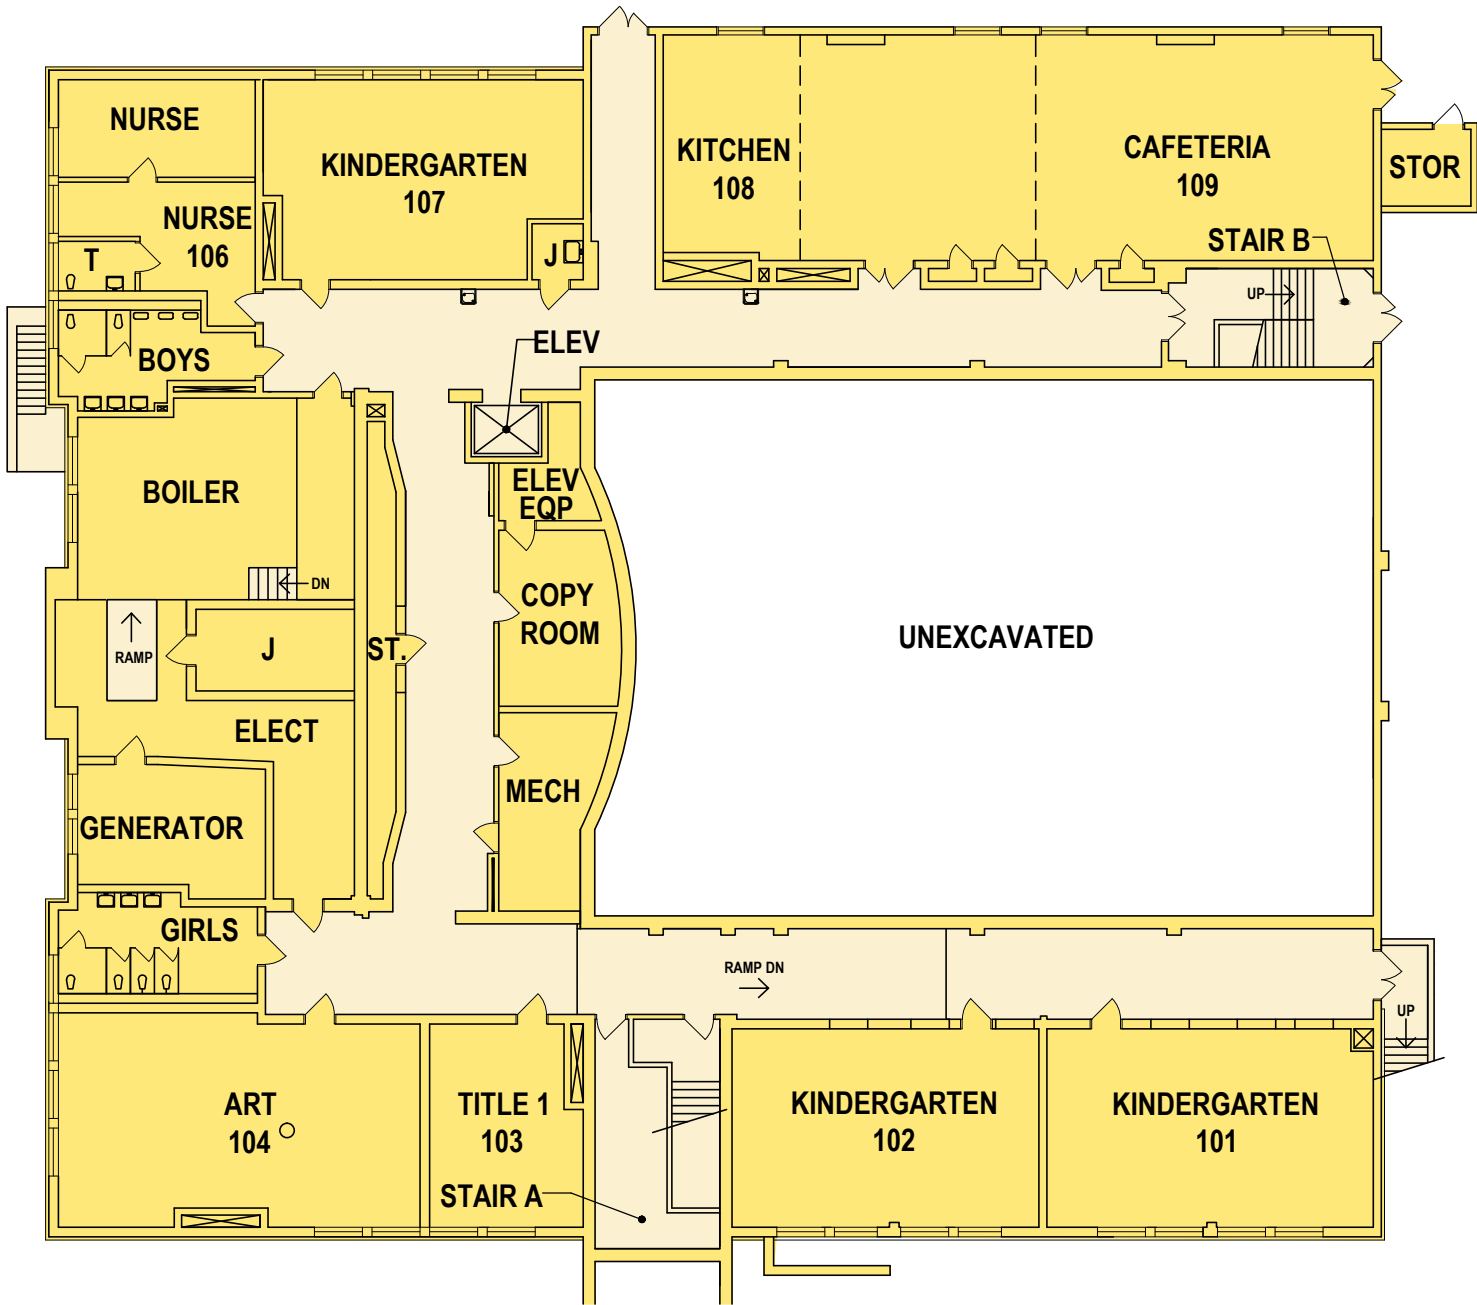 NURSE
KINDERGARTEN
107
KITCHEN
108
CAFETERIA
109
STOR
NURSE
106
T
J
STAIR B
UP
BOYS
ELEV
BOILER
ELEV
EQP
DN
COPY
ROOM
UNEXCAVATED
RAMP
J
ST.
ELECT
MECH
GENERATOR
GIRLS
RAMP DN
UP
ART
104
TITLE 1
103
KINDERGARTEN
102
KINDERGARTEN
101
STAIR A